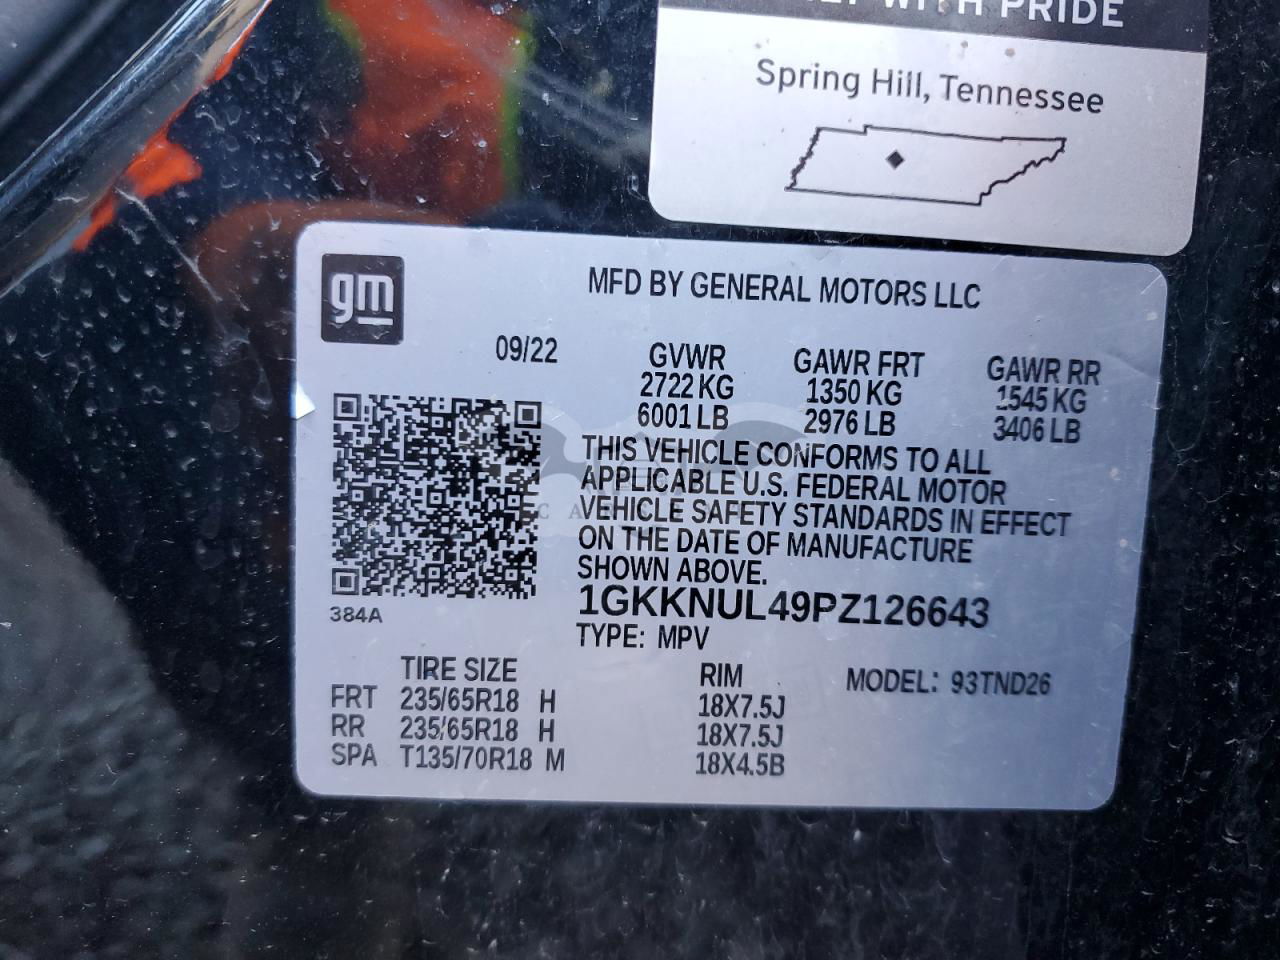 WITH PRIDE
Spring Hill, Tennessee
gm
MFD BY GENERAL MOTORS LLC
09/22
GVWR GAWR FRT GAWR RR
2722 KG 1350 KG 1545 KG
6001 LB 2976 LB 3406 LB
THIS VEHICLE CONFORMS TO ALL
APPLICABLE U.S. FEDERAL MOTOR
VEHICLE SAFETY STANDARDS IN EFFECT
ON THE DATE OF MANUFACTURE
SHOWN ABOVE.
384A
1GKKNUL49PZ126643
TYPE: MPV
TIRE SIZE RIM MODEL: 93TND26
FRT 235/65R18 H 18X7.5J
RR 235/65R18 H 18X7.5J
SPA T135/70R18 M 18X4.5B